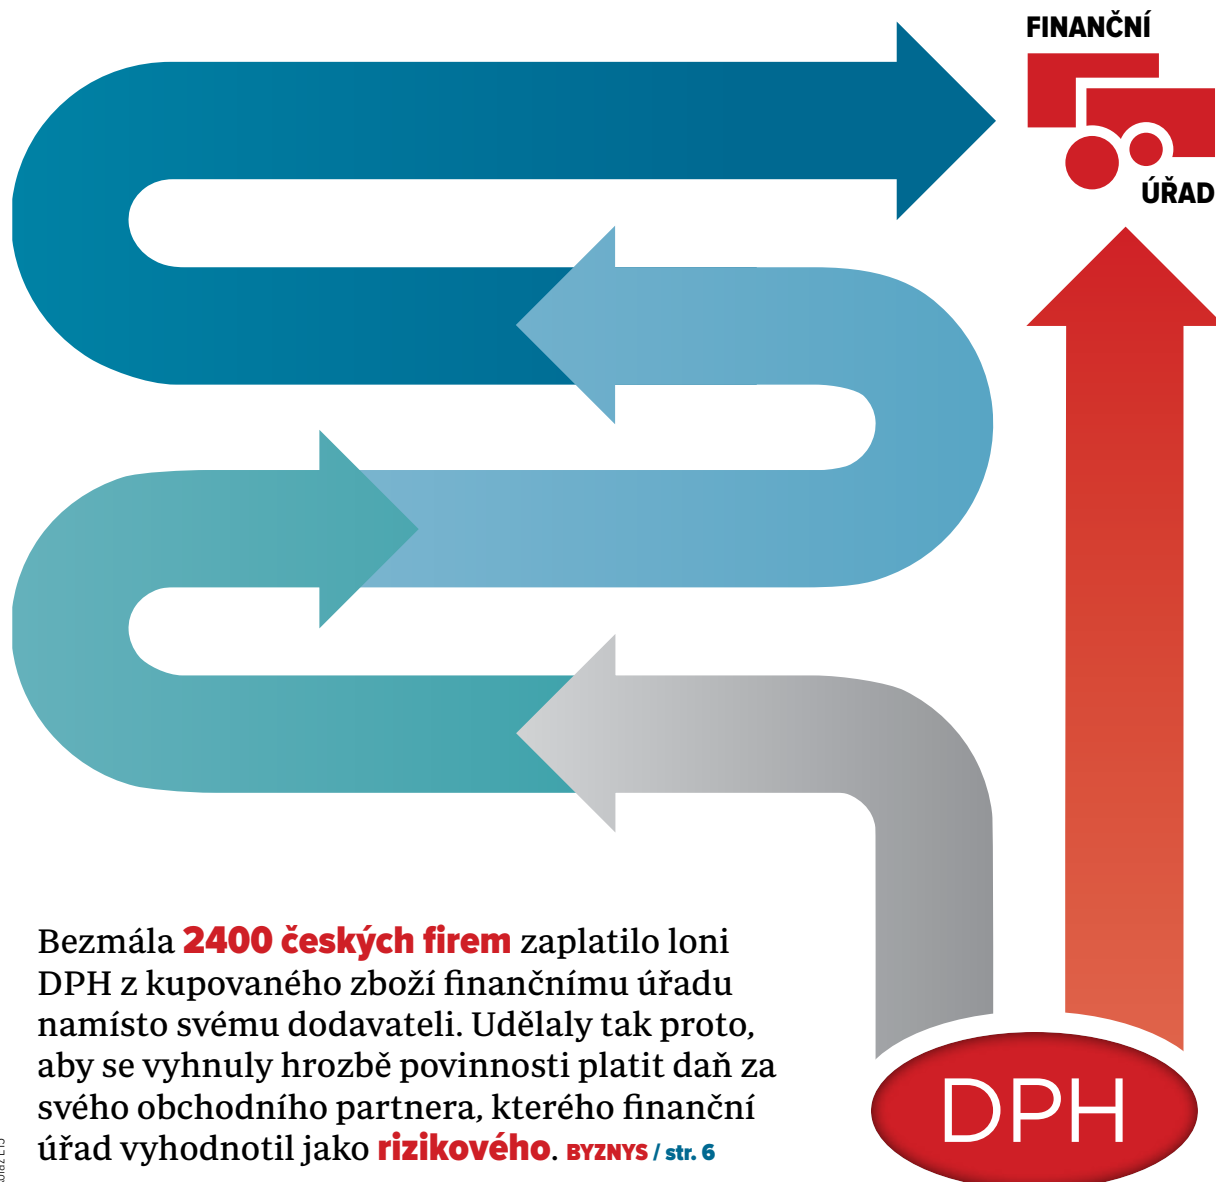 FINANČNÍ
ÚŘAD
Bezmála 2400 českých firem zaplatilo loni
DPH z kupovaného zboží finančnímu úřadu
namísto svému dodavateli. Udělaly tak proto,
aby se vyhnuly hrozbě povinnosti platit daň za
svého obchodního partnera, kterého finanční
úřad vyhodnotil jako rizikového. BYZNYS / str. 6
DPH